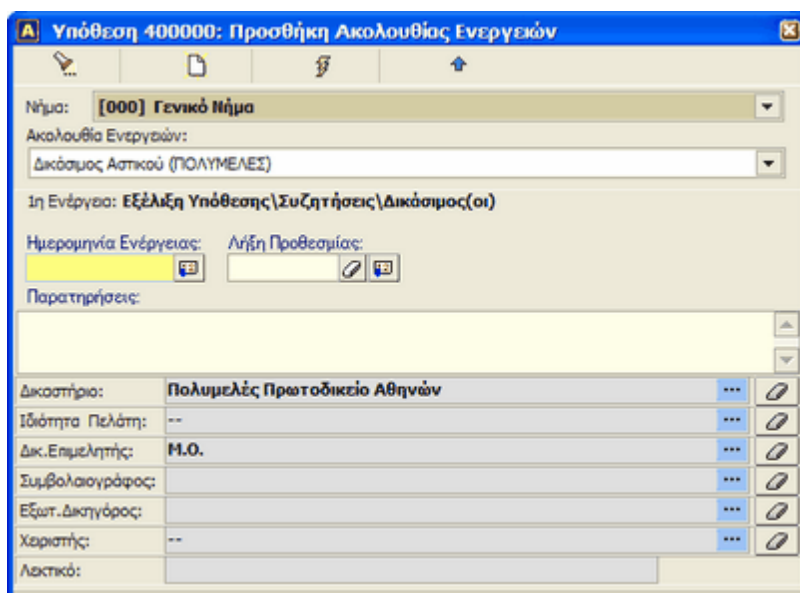 A Υπόθεση 400000: Προσθήκη Ακολουθίας Ενεργειών
Νήμα: [000] Γενικό Νήμα
Ακολουθία Ενεργειών:
Δικάσιμος Αστικού (ΠΟΛΥΜΕΛΕΣ)
1η Ενέργεια: Εξέλιξη Υπόθεσης\Συζητήσεις\Δικάσιμος(οι)
Ημερομηνία Ενέργειας: Λήξη Προθεσμίας:
Παρατηρήσεις:
Δικαστήριο: Πολυμελές Πρωτοδικείο Αθηνών ...
Ιδιότητα Πελάτη: -- ...
Δικ.Επιμελητής: Μ.Ο. ...
Συμβολαιογράφος: ...
Εξωτ.Δικηγόρος: ...
Χειριστής: -- ...
Λεκτικό: